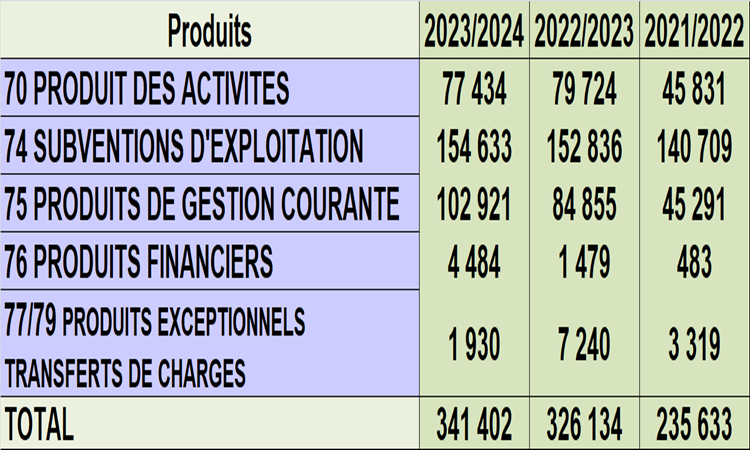 Produits 2023/2024 2022/2023 2021/2022
70 PRODUIT DES ACTIVITES 77 434 79 724 45 831
74 SUBVENTIONS D'EXPLOITATION 154 633 152 836 140 709
75 PRODUITS DE GESTION COURANTE 102 921 84 855 45 291
76 PRODUITS FINANCIERS 4 484 1 479 483
77/79 PRODUITS EXCEPTIONNELS
TRANSFERTS DE CHARGES 1 930 7 240 3 319
TOTAL 341 402 326 134 235 633